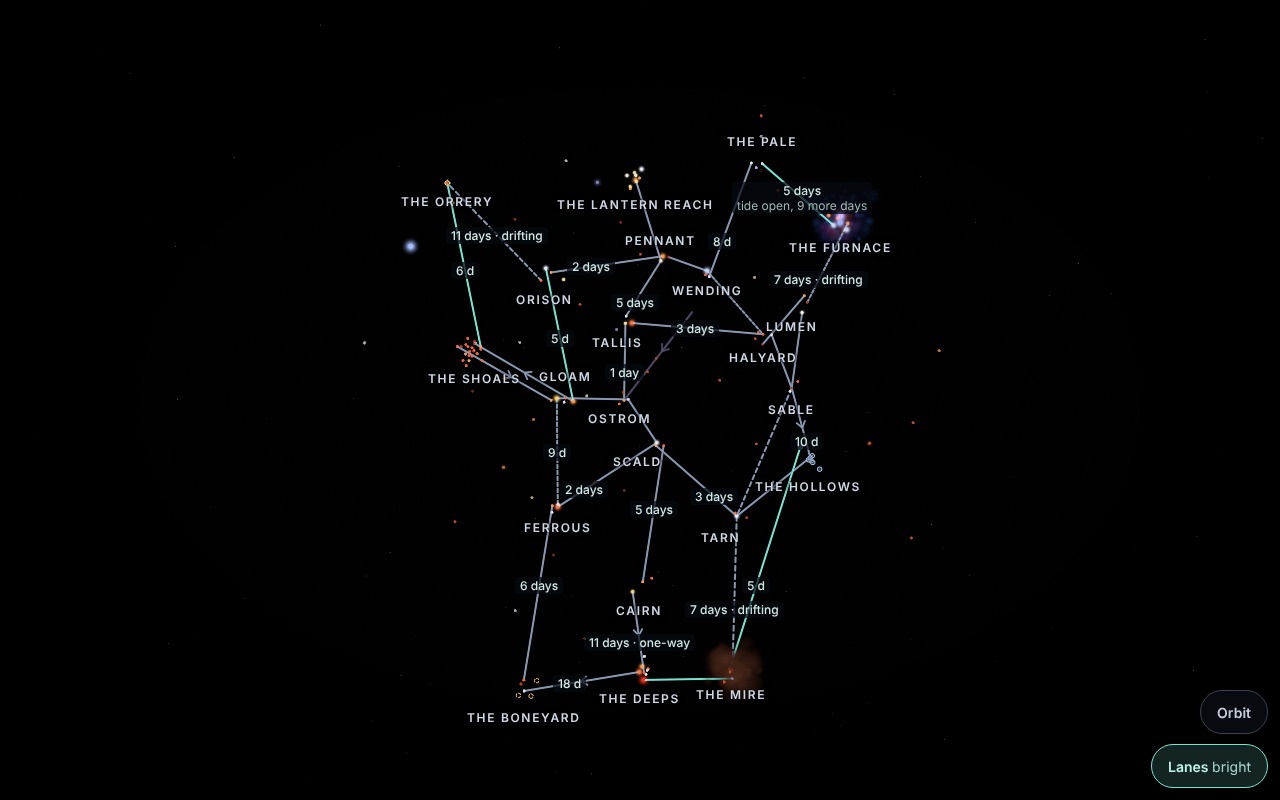 THE PALE
5 days
tide open, 9 more days
THE ORRERY
THE LANTERN REACH
11 days · drifting
PENNANT
8 d
THE FURNACE
2 days
6 d
7 days · drifting
ORISON
WENDING
5 days
3 days
LUMEN
5 d
TALLIS
HALYARD
THE SHOALS
GLOAM
1 day
OSTROM
SABLE
9 d
SCALD
10 d
2 days
3 days
THE HOLLOWS
5 days
FERROUS
TARN
6 days
5 d
CAIRN
7 days · drifting
11 days · one-way
18 d
THE DEEPS
THE MIRE
THE BONEYARD
Orbit
Lanes bright